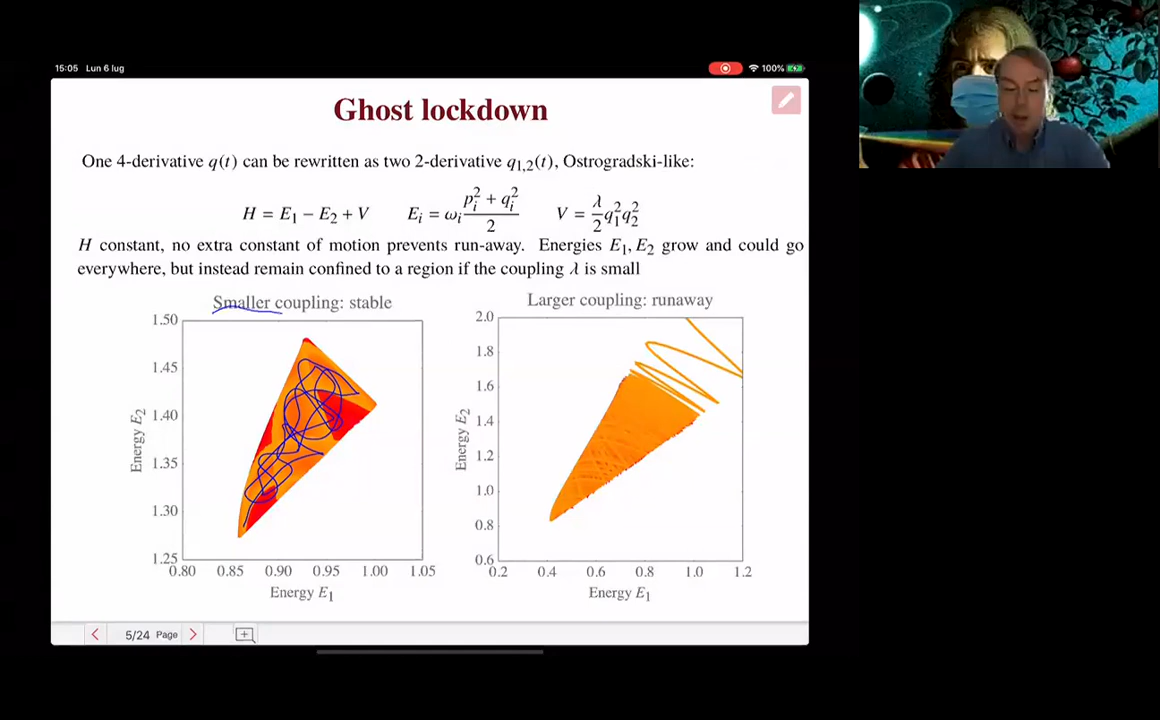 15:05 Lun 6 lug
100%
Ghost lockdown
One 4-derivative q(t) can be rewritten as two 2-derivative q₁,₂(t), Ostrogradski-like:
H = E₁ − E₂ + V    Eᵢ = ωᵢ (pᵢ² + qᵢ²)/2    V = λ/2 q₁²q₂²
H constant, no extra constant of motion prevents run-away. Energies E₁, E₂ grow and could go
everywhere, but instead remain confined to a region if the coupling λ is small
Smaller coupling: stable
1.50
1.45
1.40
1.35
1.30
1.25
Energy E₂
0.80 0.85 0.90 0.95 1.00 1.05
Energy E₁
Larger coupling: runaway
2.0
1.8
1.6
1.4
1.2
1.0
0.8
0.6
Energy E₂
0.2 0.4 0.6 0.8 1.0 1.2
Energy E₁
5/24 Page